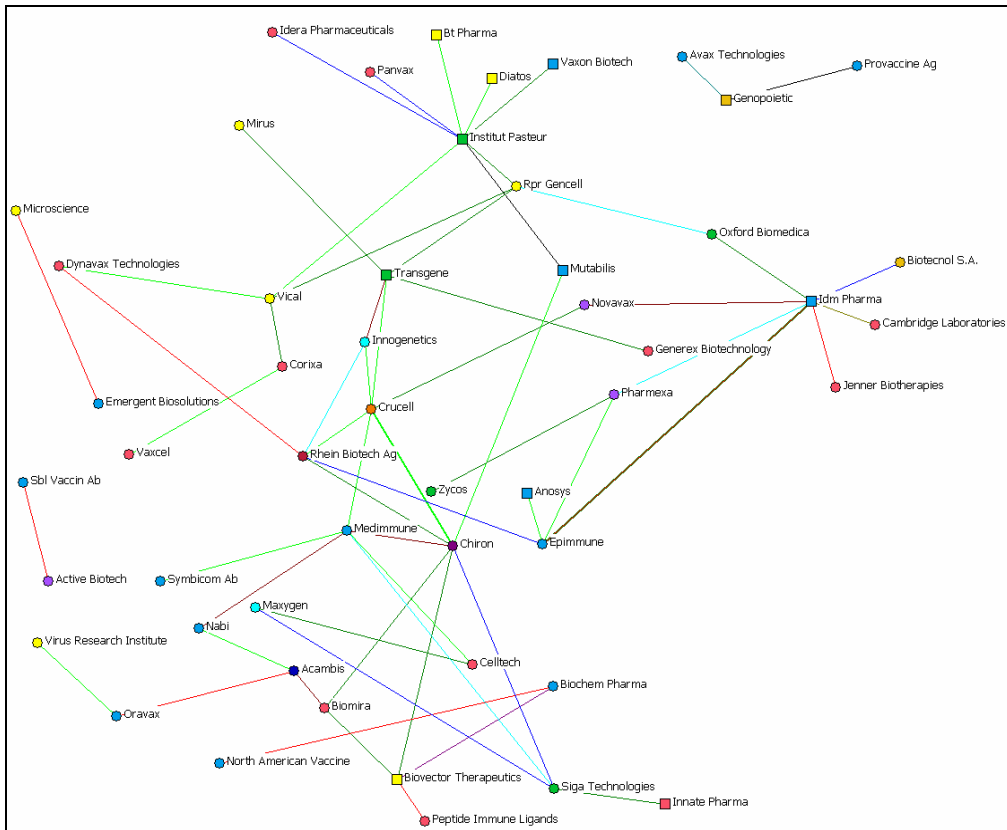 Idera Pharmaceuticals
Bt Pharma
Avax Technologies
Vaxon Biotech
Provaccine Ag
Panvax
Diatos
Genopoietic
Mirus
Institut Pasteur
Rpr Gencell
Microscience
Oxford Biomedica
Dynavax Technologies
Biotecnol S.A.
Transgene
Mutabilis
Vical
Novavax
Idm Pharma
Cambridge Laboratories
Innogenetics
Generex Biotechnology
Corixa
Jenner Biotherapies
Pharmexa
Emergent Biosolutions
Crucell
Vaxcel
Rhein Biotech Ag
Sbl Vaccin Ab
Zycos
Anosys
Medimmune
Chiron
Epimmune
Active Biotech
Symbicom Ab
Maxygen
Nabi
Virus Research Institute
Celltech
Acambis
Biochem Pharma
Biomira
Oravax
North American Vaccine
Biovector Therapeutics
Siga Technologies
Innate Pharma
Peptide Immune Ligands